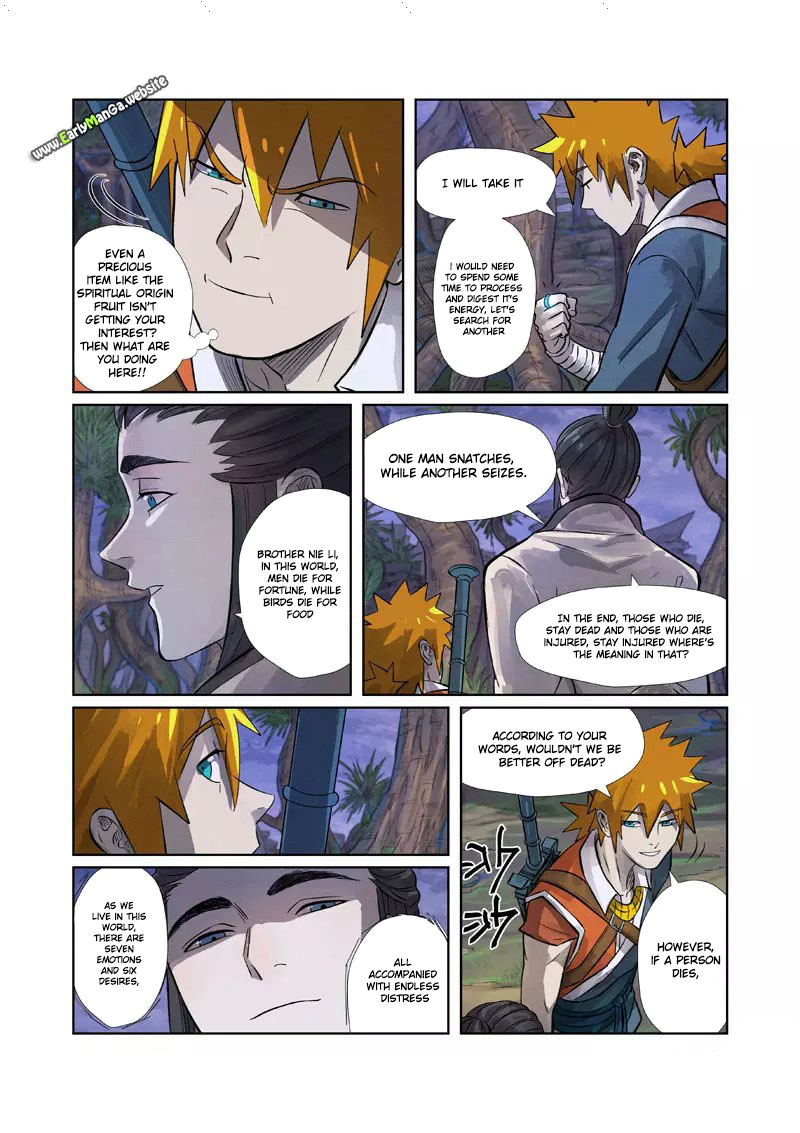 www.EarlyManGa.website
EVEN A
PRECIOUS
ITEM LIKE THE
SPIRITUAL ORIGIN
FRUIT ISN'T
GETTING YOUR
INTEREST?
THEN WHAT ARE
YOU DOING
HERE!!
I WILL TAKE IT
I WOULD NEED
TO SPEND SOME
TIME TO PROCESS
AND DIGEST IT'S
ENERGY, LET'S
SEARCH FOR
ANOTHER
BROTHER NIE LI,
IN THIS WORLD,
MEN DIE FOR
FORTUNE, WHILE
BIRDS DIE FOR
FOOD
ONE MAN SNATCHES,
WHILE ANOTHER SEIZES.
IN THE END, THOSE WHO DIE,
STAY DEAD AND THOSE WHO ARE
INJURED, STAY INJURED WHERE'S
THE MEANING IN THAT?
ACCORDING TO YOUR
WORDS, WOULDN'T WE BE
BETTER OFF DEAD?
HOWEVER,
IF A PERSON
DIES,
AS WE
LIVE IN THIS
WORLD,
THERE ARE
SEVEN
EMOTIONS
AND SIX
DESIRES,
ALL
ACCOMPANIED
WITH ENDLESS
DISTRESS